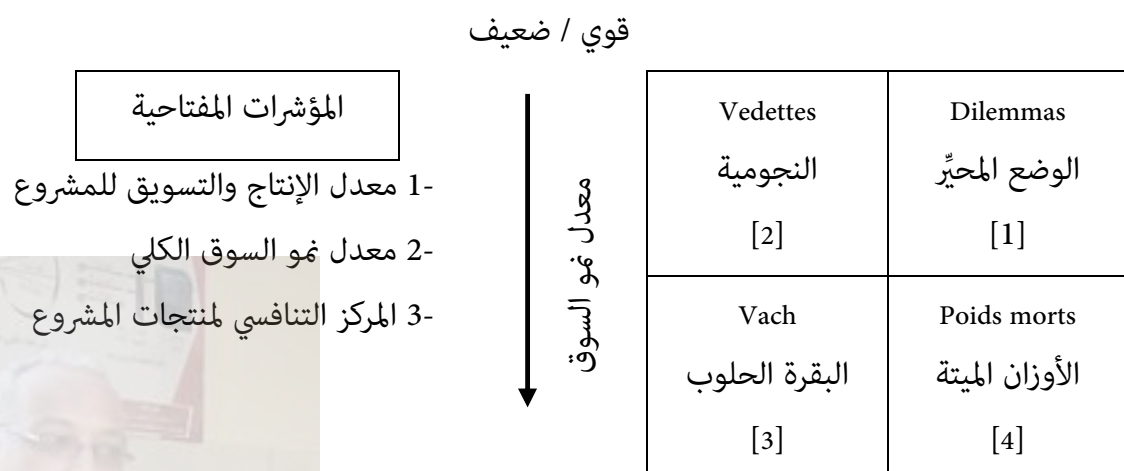 قوي / ضعيف
Dilemmas
الوضع المحيِّر
[1]
Vedettes
النجومية
[2]
Poids morts
الأوزان الميتة
[4]
Vach
البقرة الحلوب
[3]
معدل نمو السوق
المؤشرات المفتاحية
1- معدل الإنتاج والتسويق للمشروع
2- معدل نمو السوق الكلي
3- المركز التنافسي لمنتجات المشروع